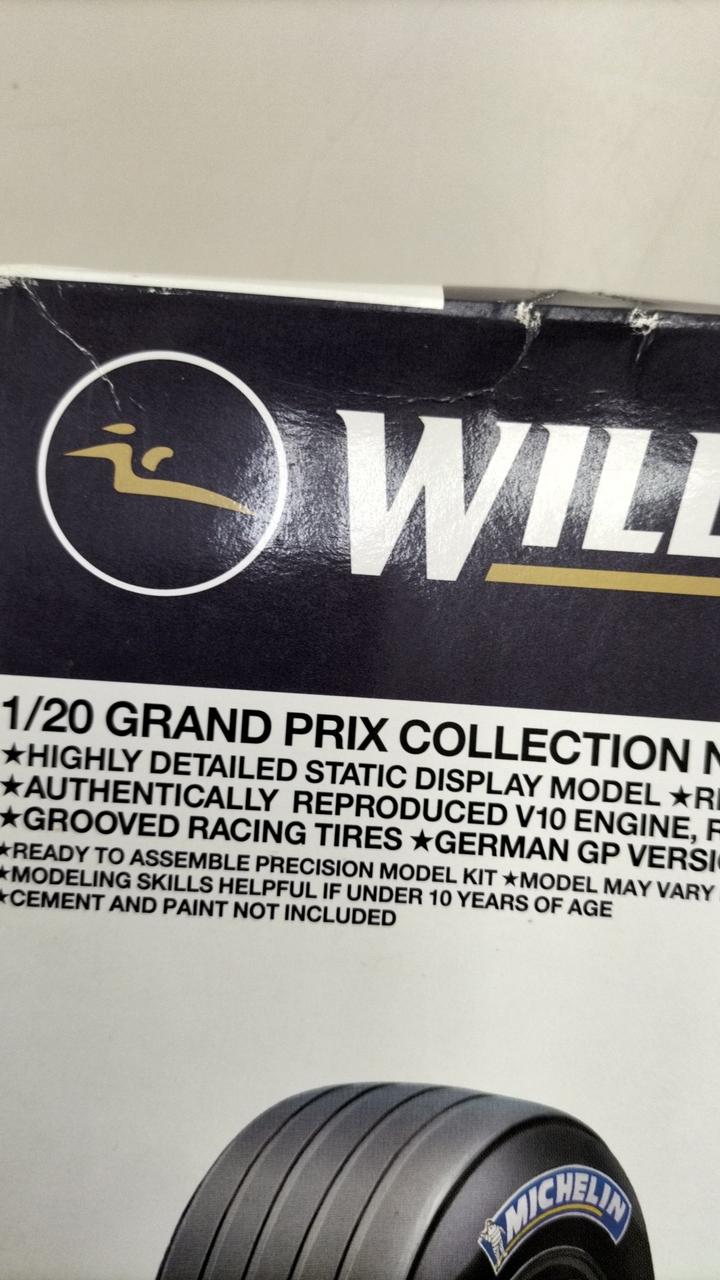 WILL
1/20 GRAND PRIX COLLECTION N
★HIGHLY DETAILED STATIC DISPLAY MODEL ★R
★AUTHENTICALLY REPRODUCED V10 ENGINE, F
★GROOVED RACING TIRES ★GERMAN GP VERSI
★READY TO ASSEMBLE PRECISION MODEL KIT ★MODEL MAY VARY
★MODELING SKILLS HELPFUL IF UNDER 10 YEARS OF AGE
★CEMENT AND PAINT NOT INCLUDED
MICHELIN